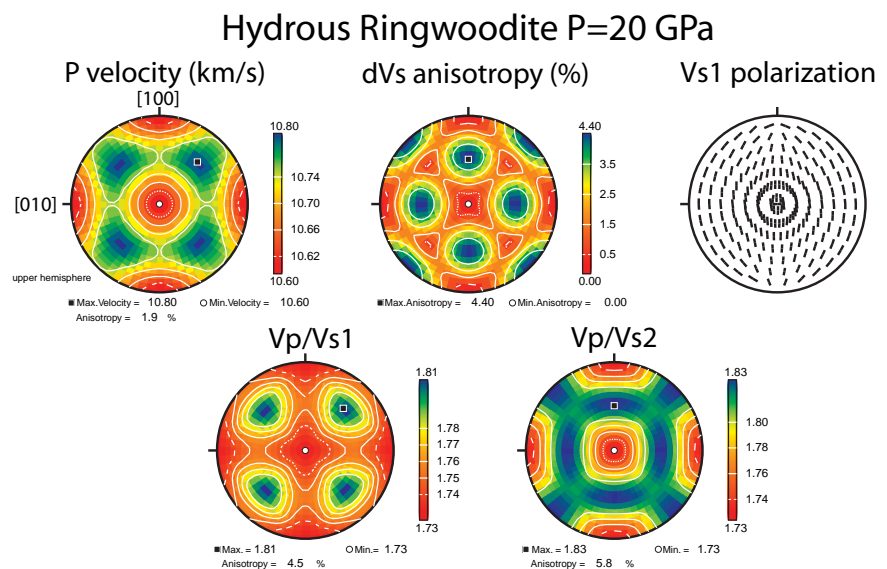 Hydrous Ringwoodite P=20 GPa
P velocity (km/s)
[100]
[010]
upper hemisphere
10.80
10.74
10.70
10.66
10.62
10.60
Max.Velocity = 10.80 Min.Velocity = 10.60
Anisotropy = 1.9 %
dVs anisotropy (%)
4.40
3.5
2.5
1.5
0.5
0.00
Max.Anisotropy = 4.40 Min.Anisotropy = 0.00
Vs1 polarization
Vp/Vs1
1.81
1.78
1.77
1.76
1.75
1.74
1.73
Max. = 1.81 Min.= 1.73
Anisotropy = 4.5 %
Vp/Vs2
1.83
1.80
1.78
1.76
1.74
1.73
Max. = 1.83 Min. = 1.73
Anisotropy = 5.8 %